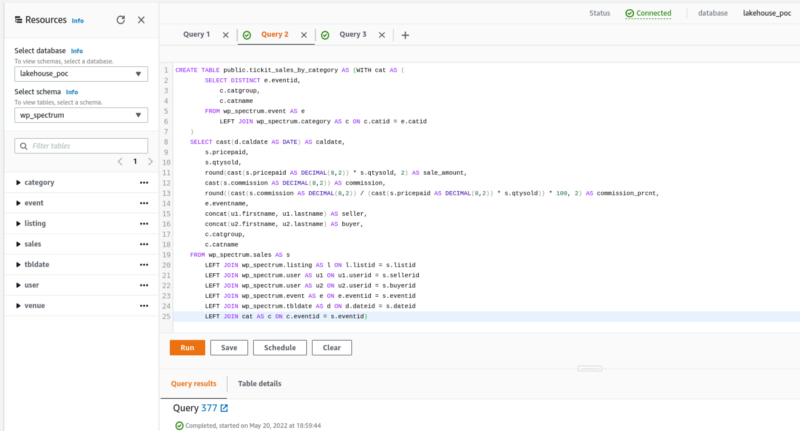 Resources Info
Status Connected database lakehouse_poc
Select database Info
To view schemas, select a database.
lakehouse_poc
Select schema Info
To view tables, select a schema.
wp_spectrum
Filter tables
1
category
event
listing
sales
tbldate
user
venue
Query 1
Query 2
Query 3
1 CREATE TABLE public.tickit_sales_by_category AS (WITH cat AS (
2 SELECT DISTINCT e.eventid,
3 c.catgroup,
4 c.catname
5 FROM wp_spectrum.event AS e
6 LEFT JOIN wp_spectrum.category AS c ON c.catid = e.catid
7 )
8 SELECT cast(d.caldate AS DATE) AS caldate,
9 s.pricepaid,
10 s.qtysold,
11 round(cast(s.pricepaid AS DECIMAL(8,2)) * s.qtysold, 2) AS sale_amount,
12 cast(s.commission AS DECIMAL(8,2)) AS commission,
13 round((cast(s.commission AS DECIMAL(8,2)) / (cast(s.pricepaid AS DECIMAL(8,2)) * s.qtysold)) * 100, 2) AS commission_prcnt,
14 e.eventname,
15 concat(u1.firstname, u1.lastname) AS seller,
16 concat(u2.firstname, u2.lastname) AS buyer,
17 c.catgroup,
18 c.catname
19 FROM wp_spectrum.sales AS s
20 LEFT JOIN wp_spectrum.listing AS l ON l.listid = s.listid
21 LEFT JOIN wp_spectrum.user AS u1 ON u1.userid = s.sellerid
22 LEFT JOIN wp_spectrum.user AS u2 ON u2.userid = s.buyerid
23 LEFT JOIN wp_spectrum.event AS e ON e.eventid = s.eventid
24 LEFT JOIN wp_spectrum.tbldate AS d ON d.dateid = s.dateid
25 LEFT JOIN cat AS c ON c.eventid = s.eventid)
Run Save Schedule Clear
Query results Table details
Query 377
Completed, started on May 20, 2022 at 18:59:44